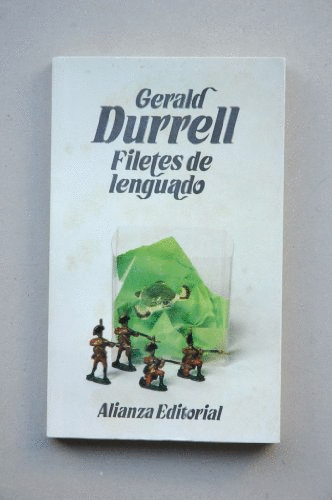 Gerald
Durrell
Filetes de
lenguado
Alianza Editorial